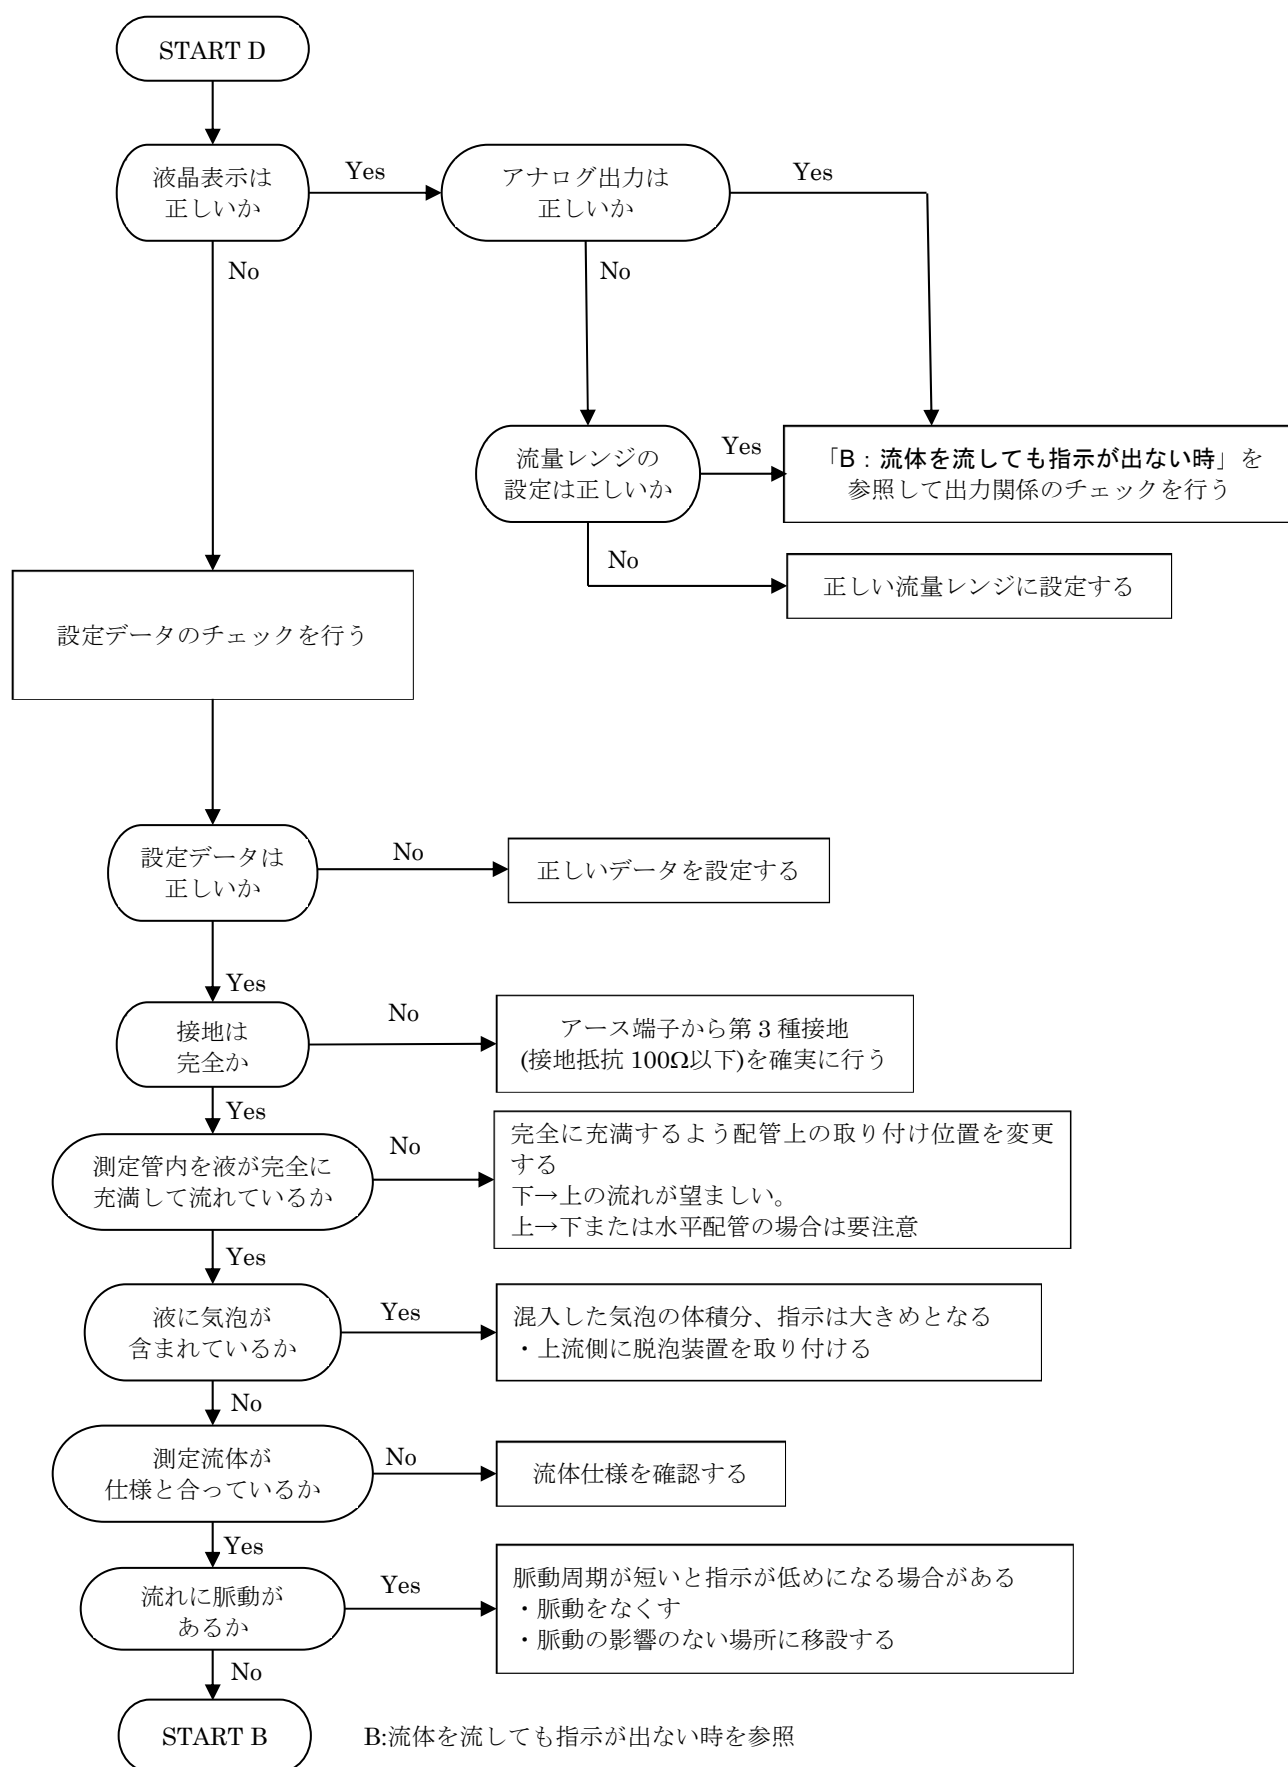 START D
液晶表示は
正しいか
Yes
アナログ出力は
正しいか
Yes
No
No
流量レンジの
設定は正しいか
Yes
「B：流体を流しても指示が出ない時」を
参照して出力関係のチェックを行う
No
正しい流量レンジに設定する
設定データのチェックを行う
設定データは
正しいか
No
正しいデータを設定する
Yes
接地は
完全か
No
アース端子から第 3 種接地
(接地抵抗 100Ω以下)を確実に行う
Yes
測定管内を液が完全に
充満して流れているか
No
完全に充満するよう配管上の取り付け位置を変更
する
下→上の流れが望ましい。
上→下または水平配管の場合は要注意
Yes
液に気泡が
含まれているか
Yes
混入した気泡の体積分、指示は大きめとなる
・上流側に脱泡装置を取り付ける
No
測定流体が
仕様と合っているか
No
流体仕様を確認する
Yes
流れに脈動が
あるか
Yes
脈動周期が短いと指示が低めになる場合がある
・脈動をなくす
・脈動の影響のない場所に移設する
No
START B
B:流体を流しても指示が出ない時を参照